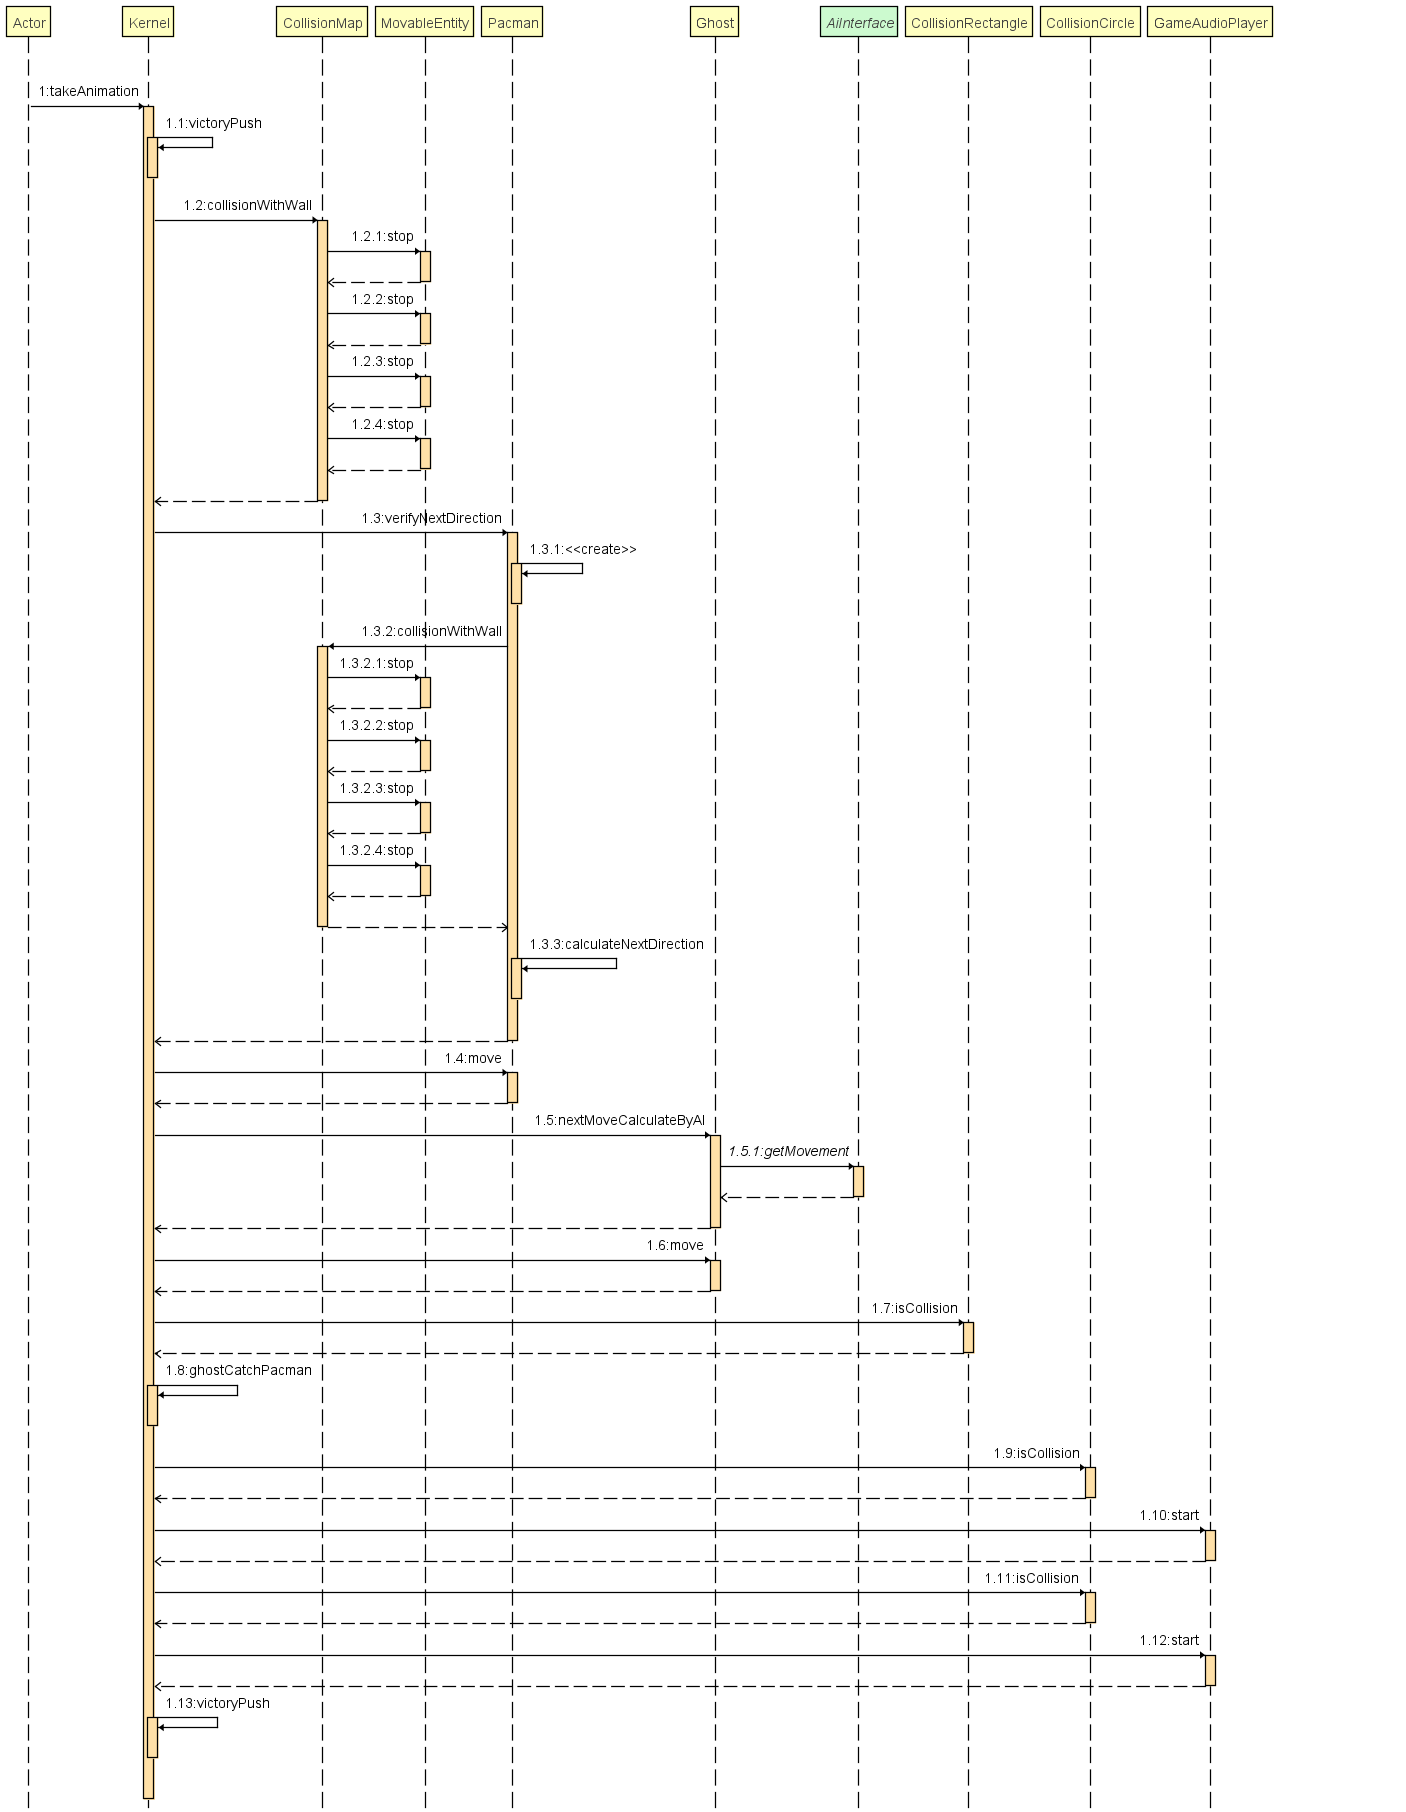 Actor Kernel CollisionMap MovableEntity Pacman Ghost AiInterface CollisionRectangle CollisionCircle GameAudioPlayer
1:takeAnimation
1.1:victoryPush
1.2:collisionWithWall
1.2.1:stop
1.2.2:stop
1.2.3:stop
1.2.4:stop
1.3:verifyNextDirection
1.3.1:<<create>>
1.3.2:collisionWithWall
1.3.2.1:stop
1.3.2.2:stop
1.3.2.3:stop
1.3.2.4:stop
1.3.3:calculateNextDirection
1.4:move
1.5:nextMoveCalculateByAI
1.5.1:getMovement
1.6:move
1.7:isCollision
1.8:ghostCatchPacman
1.9:isCollision
1.10:start
1.11:isCollision
1.12:start
1.13:victoryPush